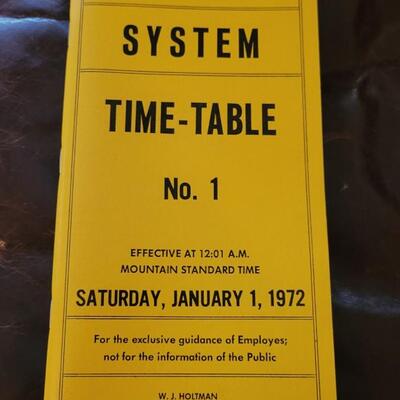 SYSTEM
TIME-TABLE
No. 1
EFFECTIVE AT 12:01 A.M.
MOUNTAIN STANDARD TIME
SATURDAY, JANUARY 1, 1972
For the exclusive guidance of Employes;
not for the information of the Public
W. J. HOLTMAN